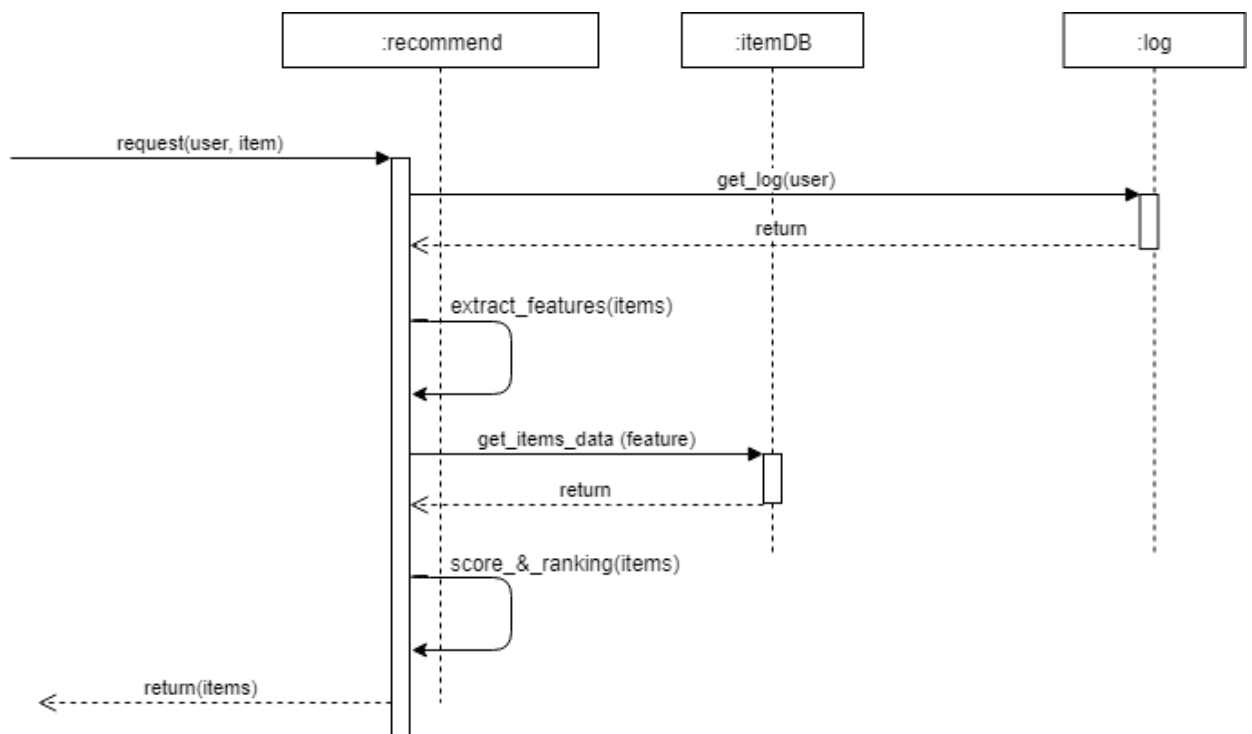 :recommend
:itemDB
:log
request(user, item)
get_log(user)
return
extract_features(items)
get_items_data (feature)
return
score_&_ranking(items)
return(items)